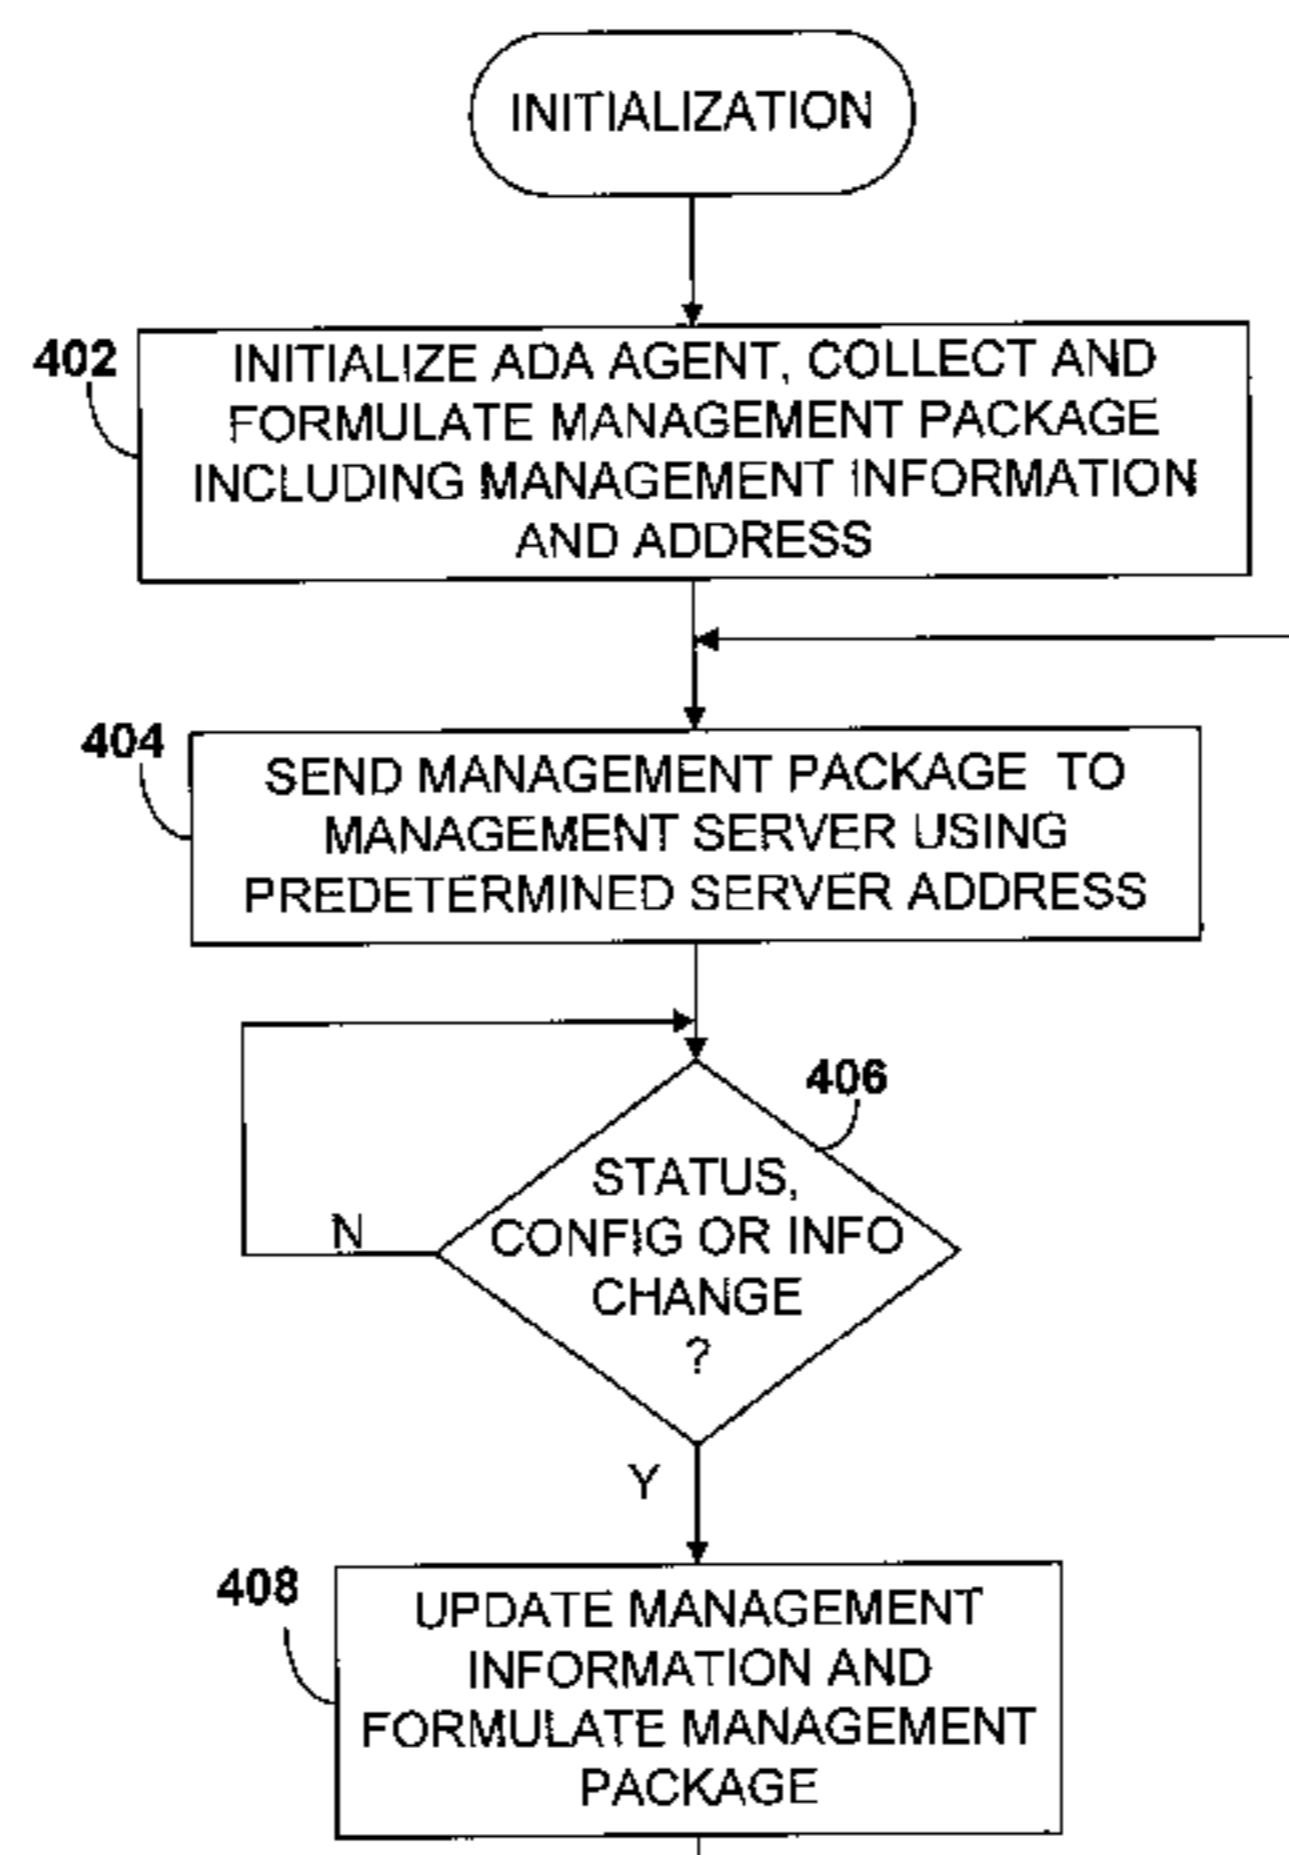 INITIALIZATION
402
INITIALIZE ADA AGENT, COLLECT AND
FORMULATE MANAGEMENT PACKAGE
INCLUDING MANAGEMENT INFORMATION
AND ADDRESS
404
SEND MANAGEMENT PACKAGE TO
MANAGEMENT SERVER USING
PREDETERMINED SERVER ADDRESS
406
STATUS,
CONFIG OR INFO
CHANGE
?
N
Y
408
UPDATE MANAGEMENT
INFORMATION AND
FORMULATE MANAGEMENT
PACKAGE